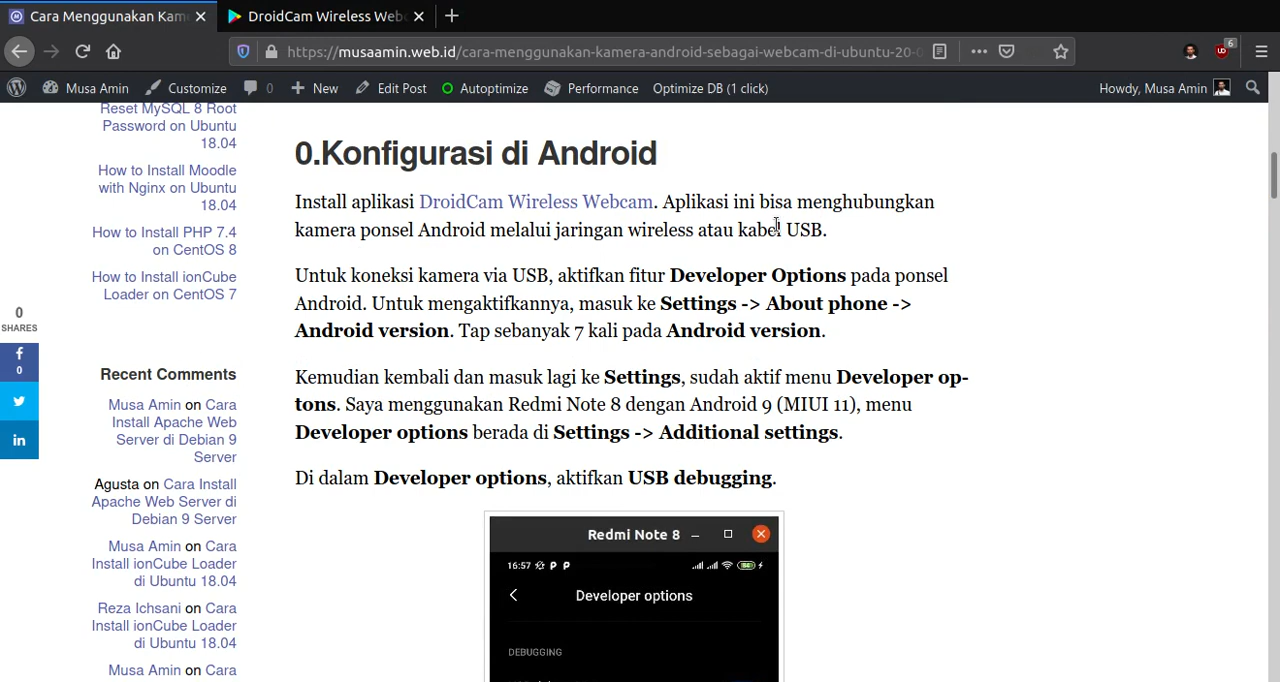 Cara Menggunakan Kam
DroidCam Wireless Web
https://musaamin.web.id/cara-menggunakan-kamera-android-sebagai-webcam-di-ubuntu-20-0
6
Musa Amin
Customize
0
New
Edit Post
Autoptimize
Performance
Optimize DB (1 click)
Howdy, Musa Amin
Reset MySQL 8 Root
Password on Ubuntu
18.04
How to Install Moodle
with Nginx on Ubuntu
18.04
How to Install PHP 7.4
on CentOS 8
How to Install ionCube
Loader on CentOS 7
0
SHARES
0
Recent Comments
Musa Amin on Cara
Install Apache Web
Server di Debian 9
Server
Agusta on Cara Install
Apache Web Server di
Debian 9 Server
Musa Amin on Cara
Install ionCube Loader
di Ubuntu 18.04
Reza Ichsani on Cara
Install ionCube Loader
di Ubuntu 18.04
Musa Amin on Cara
0.Konfigurasi di Android
Install aplikasi DroidCam Wireless Webcam. Aplikasi ini bisa menghubungkan
kamera ponsel Android melalui jaringan wireless atau kabel USB.
Untuk koneksi kamera via USB, aktifkan fitur Developer Options pada ponsel
Android. Untuk mengaktifkannya, masuk ke Settings -> About phone ->
Android version. Tap sebanyak 7 kali pada Android version.
Kemudian kembali dan masuk lagi ke Settings, sudah aktif menu Developer op-
tons. Saya menggunakan Redmi Note 8 dengan Android 9 (MIUI 11), menu
Developer options berada di Settings -> Additional settings.
Di dalam Developer options, aktifkan USB debugging.
Redmi Note 8
16:57
Developer options
DEBUGGING